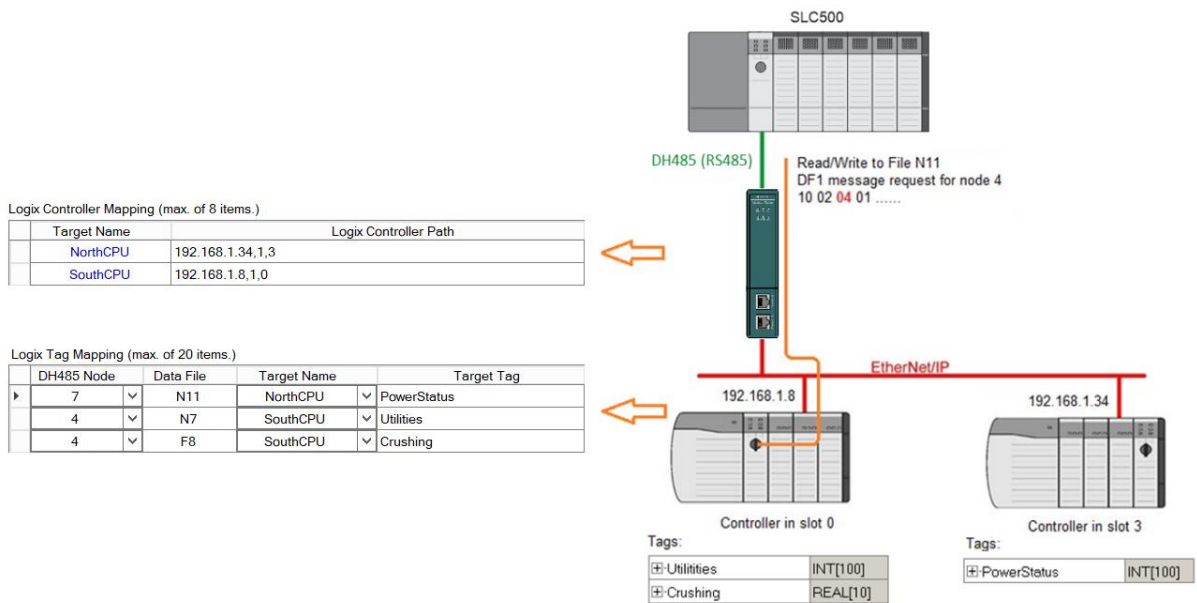 SLC500
DH485 (RS485)
Read/Write to File N11
DF1 message request for node 4
10 02 04 01 ......
Logix Controller Mapping (max. of 8 items.)
Target Name Logix Controller Path
NorthCPU 192.168.1.34,1,3
SouthCPU 192.168.1.8,1,0
Logix Tag Mapping (max. of 20 items.)
DH485 Node Data File Target Name Target Tag
7 N11 NorthCPU PowerStatus
4 N7 SouthCPU Utilities
4 F8 SouthCPU Crushing
EtherNet/IP
192.168.1.8
192.168.1.34
Controller in slot 0
Tags:
Utilitities INT[100]
Crushing REAL[10]
Controller in slot 3
Tags:
PowerStatus INT[100]